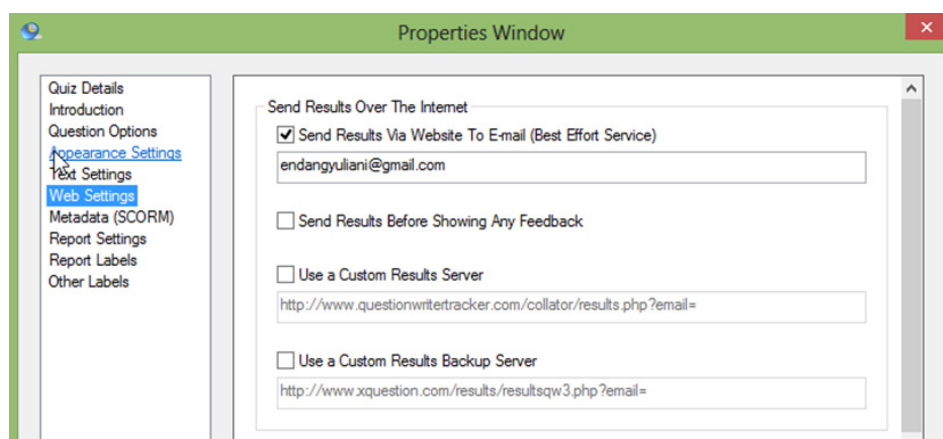 Properties Window
Quiz Details
Introduction
Question Options
Appearance Settings
Text Settings
Web Settings
Metadata (SCORM)
Report Settings
Report Labels
Other Labels
Send Results Over The Internet
Send Results Via Website To E-mail (Best Effort Service)
endangyuliani@gmail.com
Send Results Before Showing Any Feedback
Use a Custom Results Server
http://www.questionwritertracker.com/collator/results.php?email=
Use a Custom Results Backup Server
http://www.xquestion.com/results/resultsqw3.php?email=